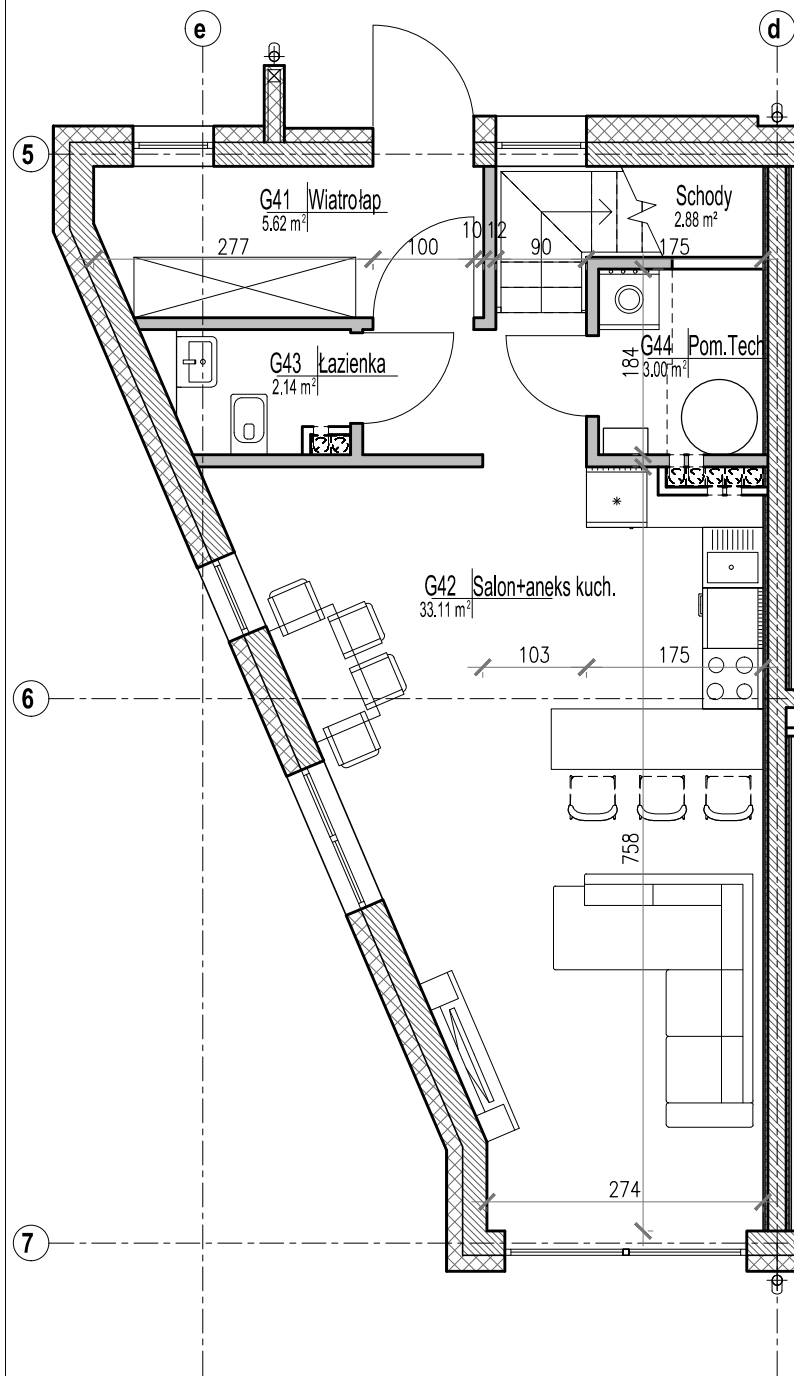 e
d
5
G41 Wiatrołap
5.62 m²
Schody
2.88 m²
277
100
10
12
90
175
G43 Łazienka
2.14 m²
184
G44 Pom.Tech
3.00 m²
G42 Salon+aneks kuch.
33.11 m²
103
175
6
758
274
7